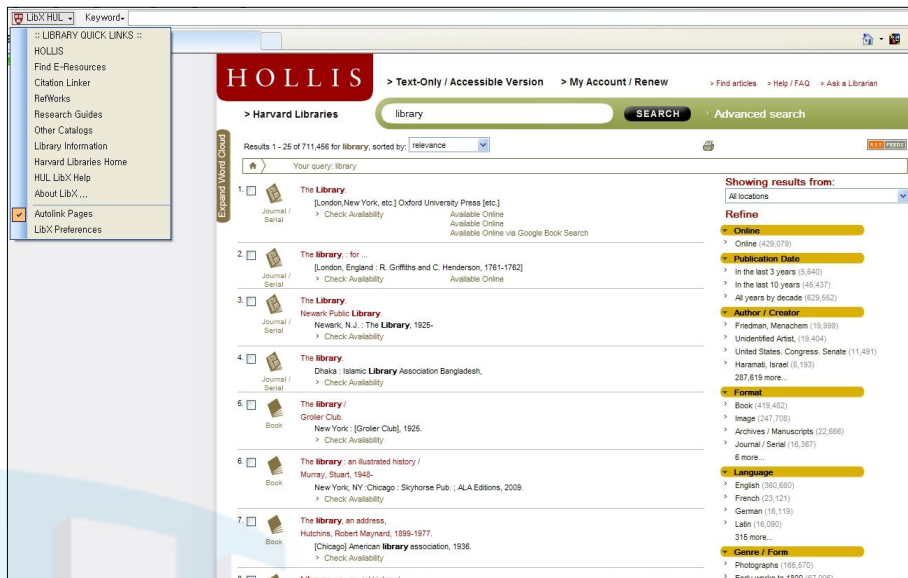 LibX HUL Keyword
:: LIBRARY QUICK LINKS ::
HOLLIS
Find E-Resources
Citation Linker
RefWorks
Research Guides
Other Catalogs
Library Information
Harvard Libraries Home
HUL LibX Help
About LibX ...
Autolink Pages
LibX Preferences
HOLLIS
> Text-Only / Accessible Version > My Account / Renew > Find articles > Help / FAQ > Ask a Librarian
> Harvard Libraries library SEARCH > Advanced search
Expand Word Cloud
Results 1 - 25 of 711,456 for library, sorted by: relevance RSS FEEDS
Your query: library
1. The Library.
[London,New York, etc.] Oxford University Press [etc.]
Journal / Serial
> Check Availability Available Online
Available Online
Available Online via Google Book Search
2. The library, : for ...
[London, England : R. Griffiths and C. Henderson, 1761-1762]
Journal / Serial
> Check Availability Available Online
3. The Library.
Newark Public Library.
Journal / Serial
Newark, N.J. : The Library, 1925-
> Check Availability
4. The library.
Dhaka : Islamic Library Association Bangladesh,
Journal / Serial
> Check Availability
5. The library /
Grolier Club.
Book
New York : [Grolier Club], 1925.
> Check Availability
6. The library : an illustrated history /
Murray, Stuart, 1948-
Book
New York, NY :Chicago : Skyhorse Pub. ; ALA Editions, 2009.
> Check Availability
7. The library, an address,
Hutchins, Robert Maynard, 1899-1977.
Book
[Chicago] American library association, 1936.
> Check Availability
Showing results from:
All locations
Refine
Online
> Online (429,079)
Publication Date
> In the last 3 years (5,640)
> In the last 10 years (45,437)
> All years by decade (629,552)
Author / Creator
> Friedman, Menachem (19,999)
> Unidentified Artist, (19,404)
> United States. Congress. Senate (11,491)
> Haramati, Israel (8,193)
287,619 more...
Format
> Book (419,482)
> Image (247,708)
> Archives / Manuscripts (22,666)
> Journal / Serial (16,367)
6 more...
Language
> English (360,680)
> French (23,121)
> German (16,119)
> Latin (16,090)
315 more...
Genre / Form
> Photographs (165,570)